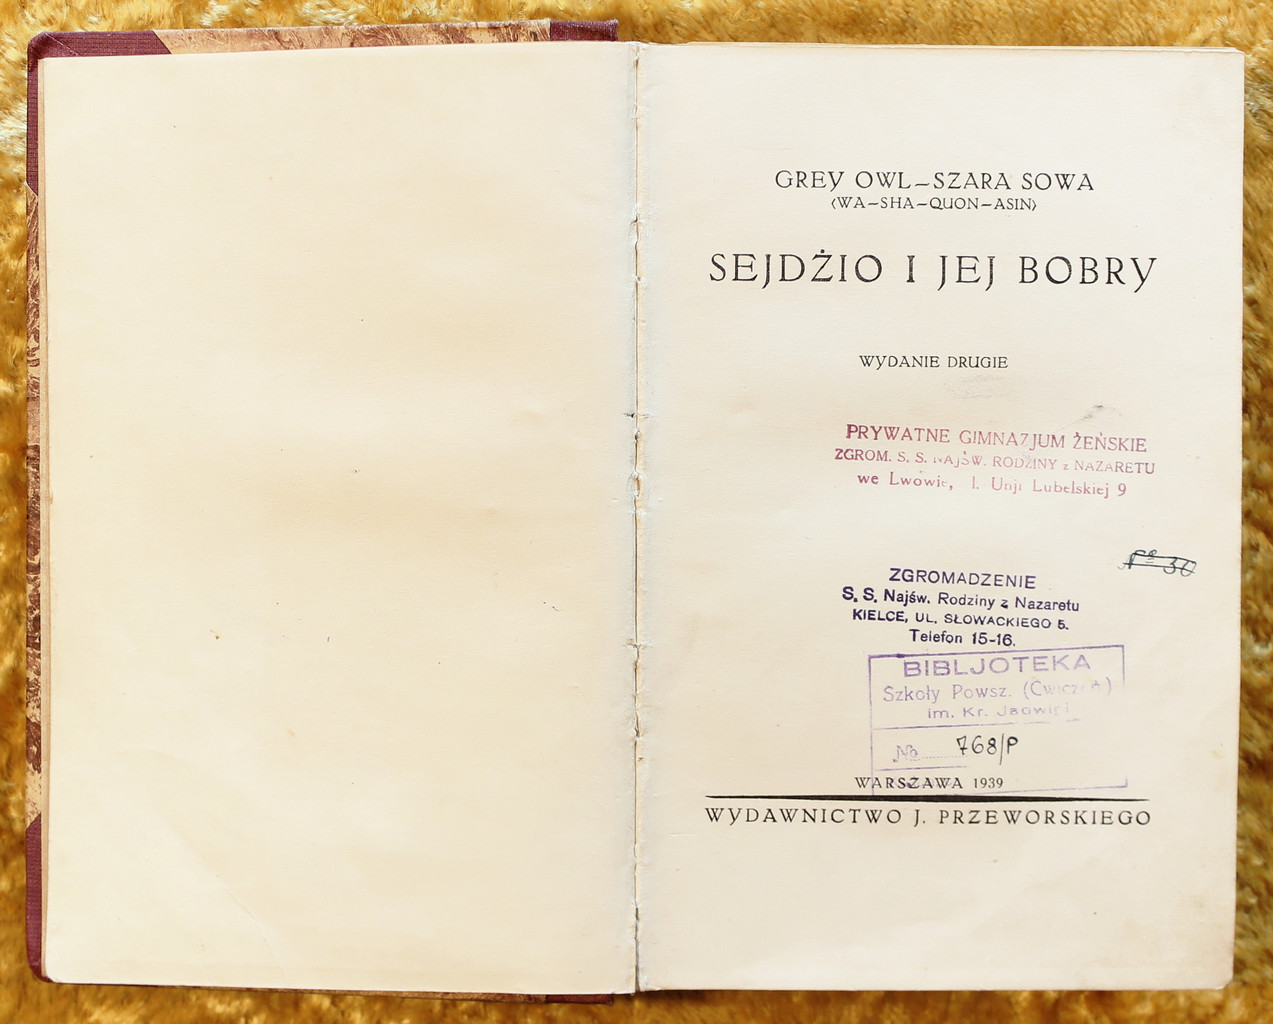 GREY OWL–SZARA SOWA
(WA–SHA–QUON–ASIN)
SEJDŻIO I JEJ BOBRY
WYDANIE DRUGIE
PRYWATNE GIMNAZJUM ŻEŃSKIE
ZGROM. S. S. NAJŚW. RODZINY z NAZARETU
we Lwowie, l. Unji Lubelskiej 9
ZGROMADZENIE
S. S. Najśw. Rodziny z Nazaretu
KIELCE, UL. SŁOWACKIEGO 5.
Telefon 15-16.
BIBLJOTEKA
Szkoły Powsz. (Ćwiczeń)
im. Kr. Jadwigi
No 768/P
WARSZAWA 1939
WYDAWNICTWO J. PRZEWORSKIEGO